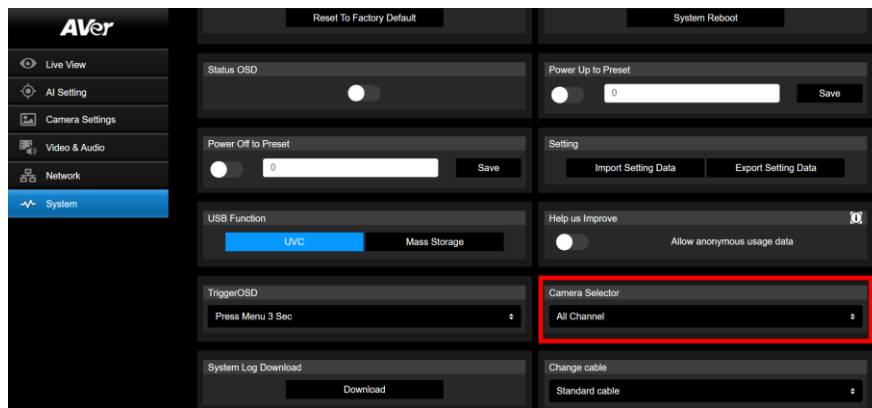 AVer
Live View
AI Setting
Camera Settings
Video & Audio
Network
System
Reset To Factory Default
System Reboot
Status OSD
Power Up to Preset
0
Save
Power Off to Preset
0
Save
Setting
Import Setting Data
Export Setting Data
USB Function
UVC
Mass Storage
Help us Improve
Allow anonymous usage data
TriggerOSD
Press Menu 3 Sec
Camera Selector
All Channel
System Log Download
Download
Change cable
Standard cable